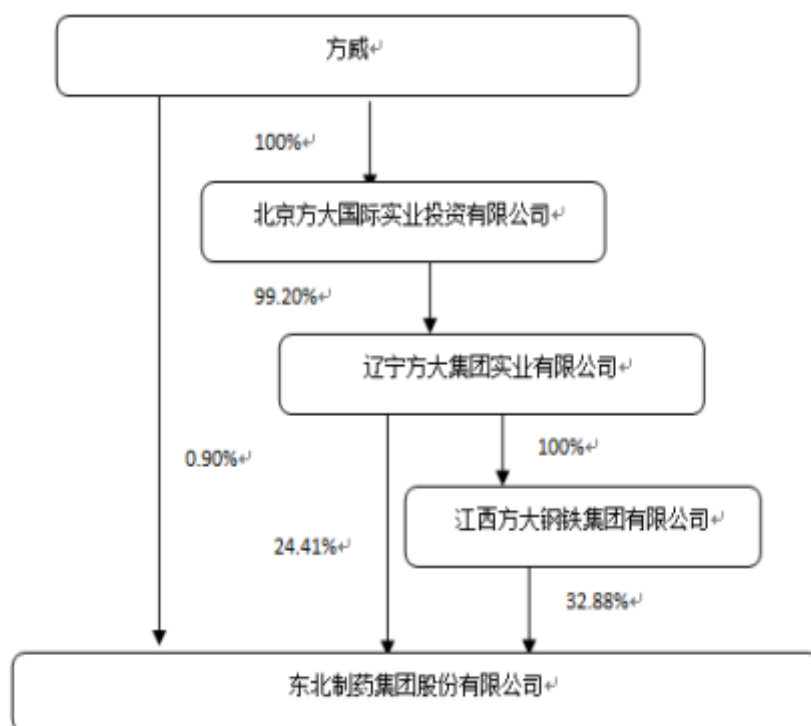 方威
100%
北京方大国际实业投资有限公司
99.20%
辽宁方大集团实业有限公司
0.90%
100%
江西方大钢铁集团有限公司
24.41%
32.88%
东北制药集团股份有限公司